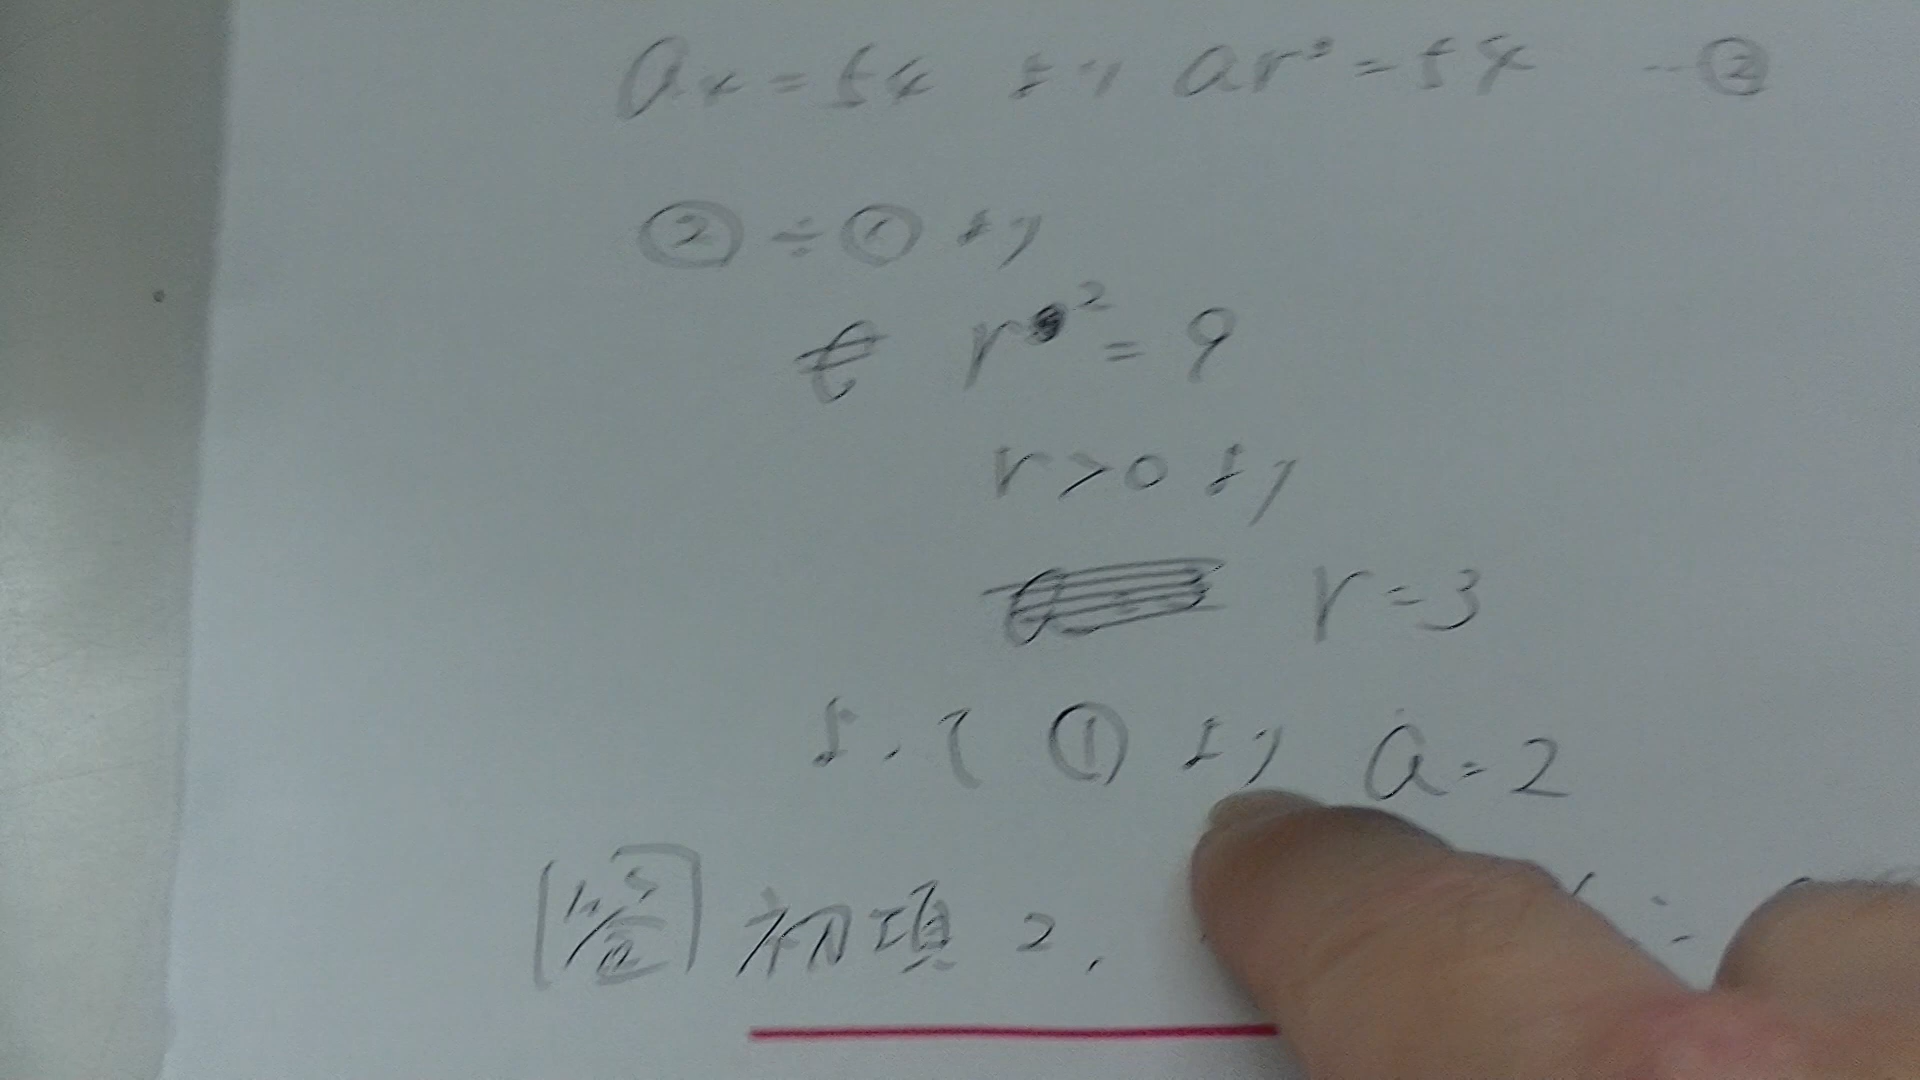 a₄=54 より ar³=54 …②
②÷①より
r²=9
r>0より
r=3
よって①より a=2
[答] 初項2,